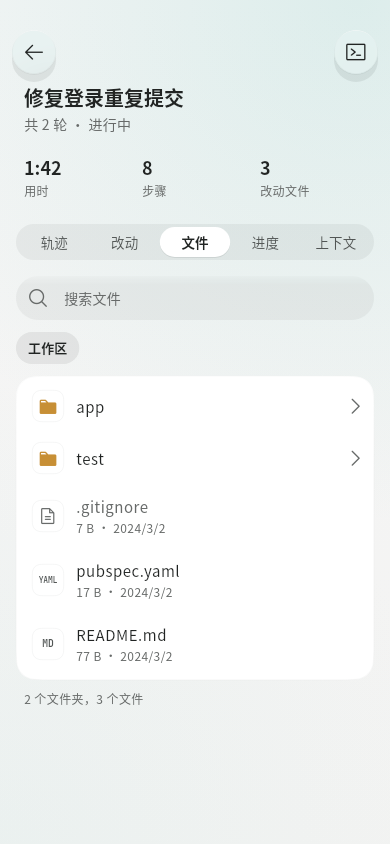 修复登录重复提交
共 2 轮 · 进行中
1:42 8 3
用时 步骤 改动文件
轨迹 改动 文件 进度 上下文
搜索文件
工作区
app
test
.gitignore
7 B · 2024/3/2
YAML pubspec.yaml
17 B · 2024/3/2
MD README.md
77 B · 2024/3/2
2 个文件夹，3 个文件